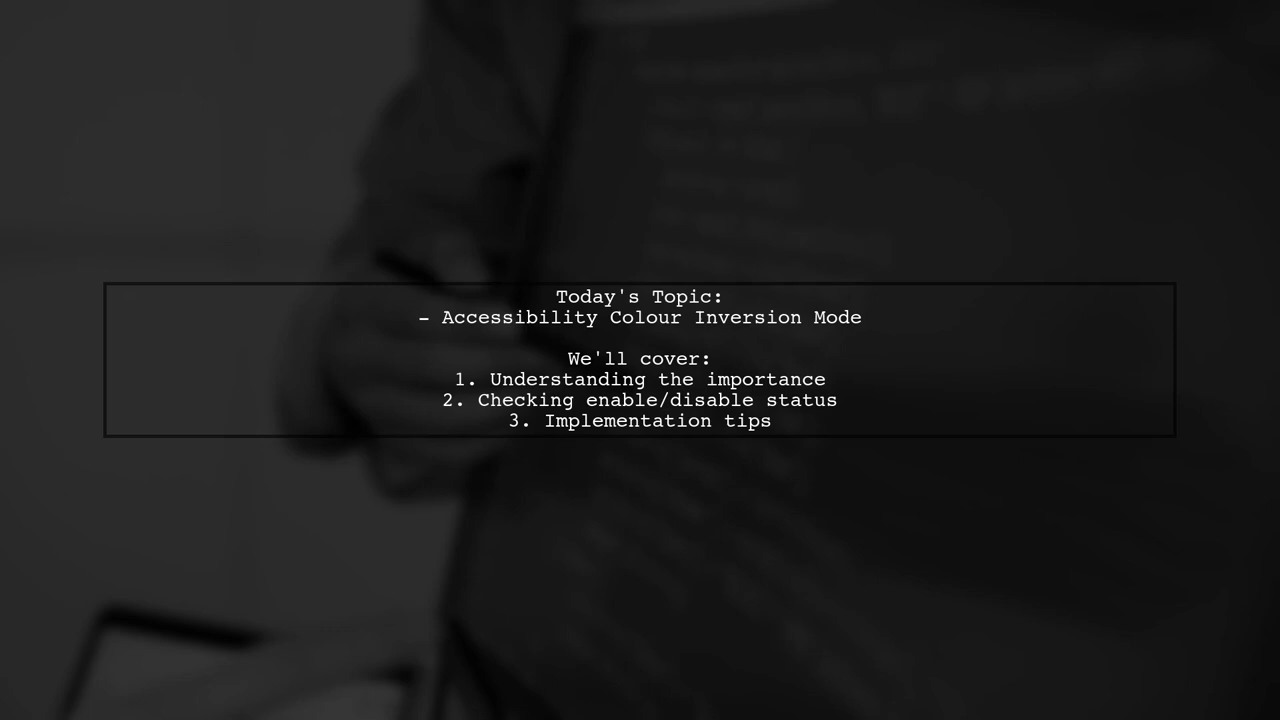 Today's Topic:
- Accessibility Colour Inversion Mode
We'll cover:
1. Understanding the importance
2. Checking enable/disable status
3. Implementation tips